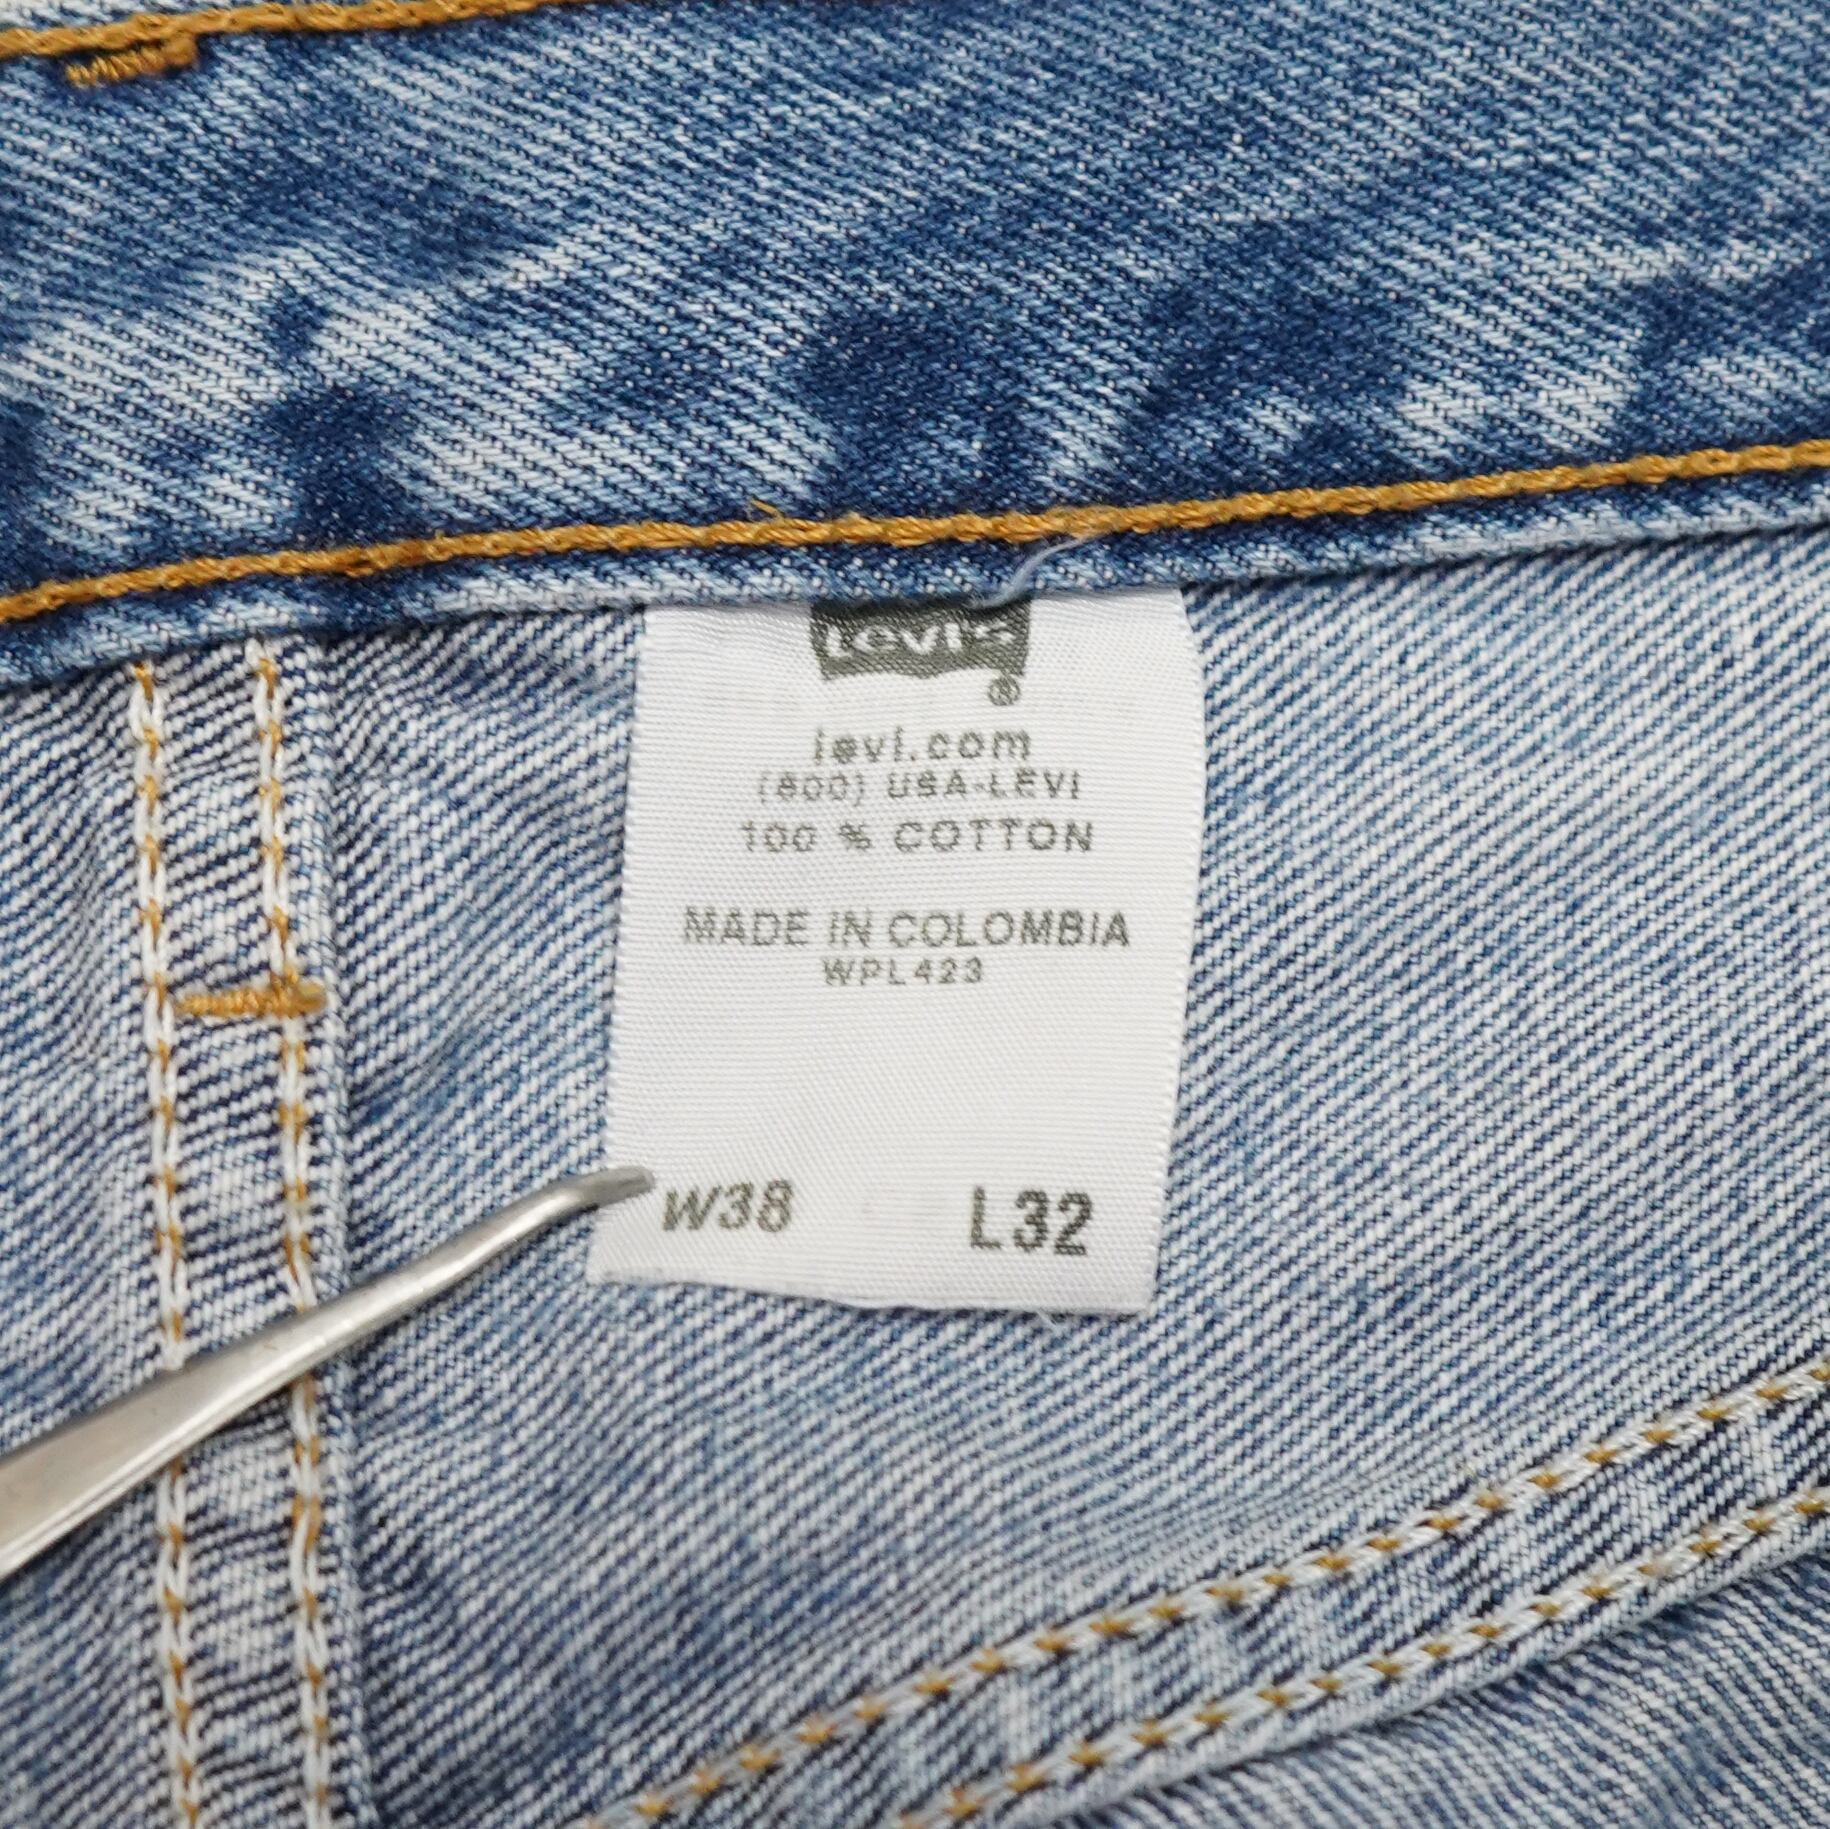 Levi's
®
levi.com
(800) USA-LEVI
100 % COTTON
MADE IN COLOMBIA
WPL423
W38 L32